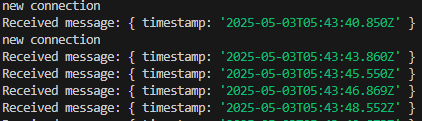 new connection
Received message: { timestamp: '2025-05-03T05:43:40.850Z' }
new connection
Received message: { timestamp: '2025-05-03T05:43:43.860Z' }
Received message: { timestamp: '2025-05-03T05:43:45.550Z' }
Received message: { timestamp: '2025-05-03T05:43:46.869Z' }
Received message: { timestamp: '2025-05-03T05:43:48.552Z' }